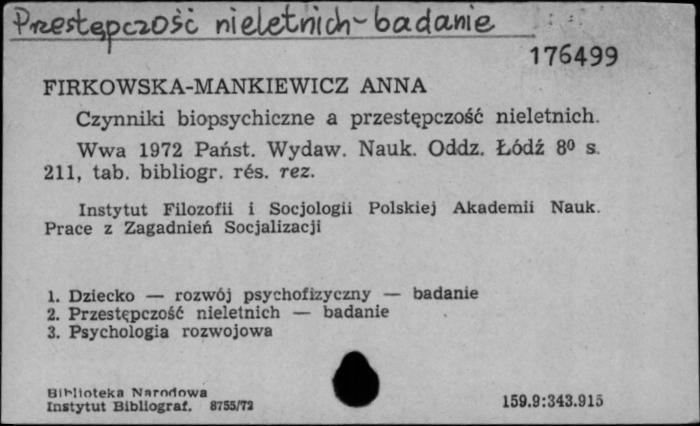 Przestępczość nieletnich - badanie
176499
FIRKOWSKA-MANKIEWICZ ANNA
Czynniki biopsychiczne a przestępczość nieletnich.
Wwa 1972 Państ. Wydaw. Nauk. Oddz. Łódź 8⁰ s.
211, tab. bibliogr. rés. rez.
Instytut Filozofii i Socjologii Polskiej Akademii Nauk.
Prace z Zagadnień Socjalizacji
1. Dziecko — rozwój psychofizyczny — badanie
2. Przestępczość nieletnich — badanie
3. Psychologia rozwojowa
Biblioteka Narodowa
Instytut Bibliograf. 8755/72
159.9:343.915